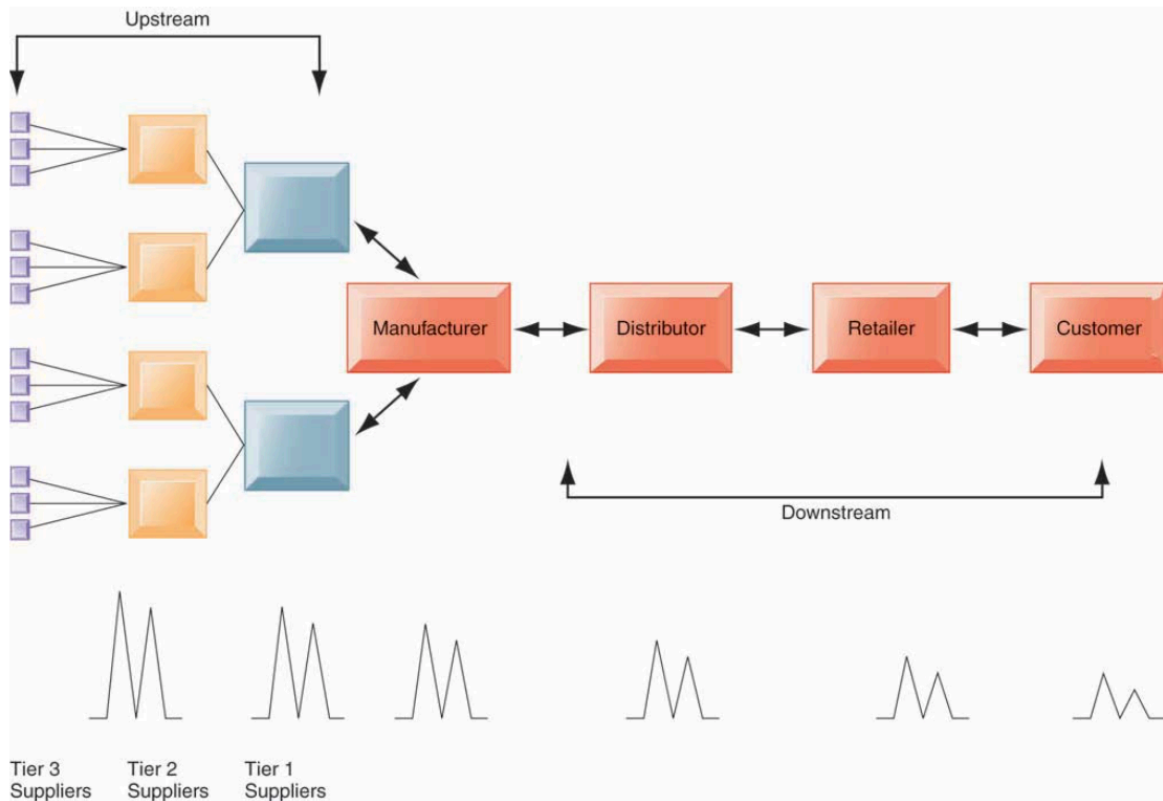 Upstream
Manufacturer
Distributor
Retailer
Customer
Downstream
Tier 3
Suppliers
Tier 2
Suppliers
Tier 1
Suppliers